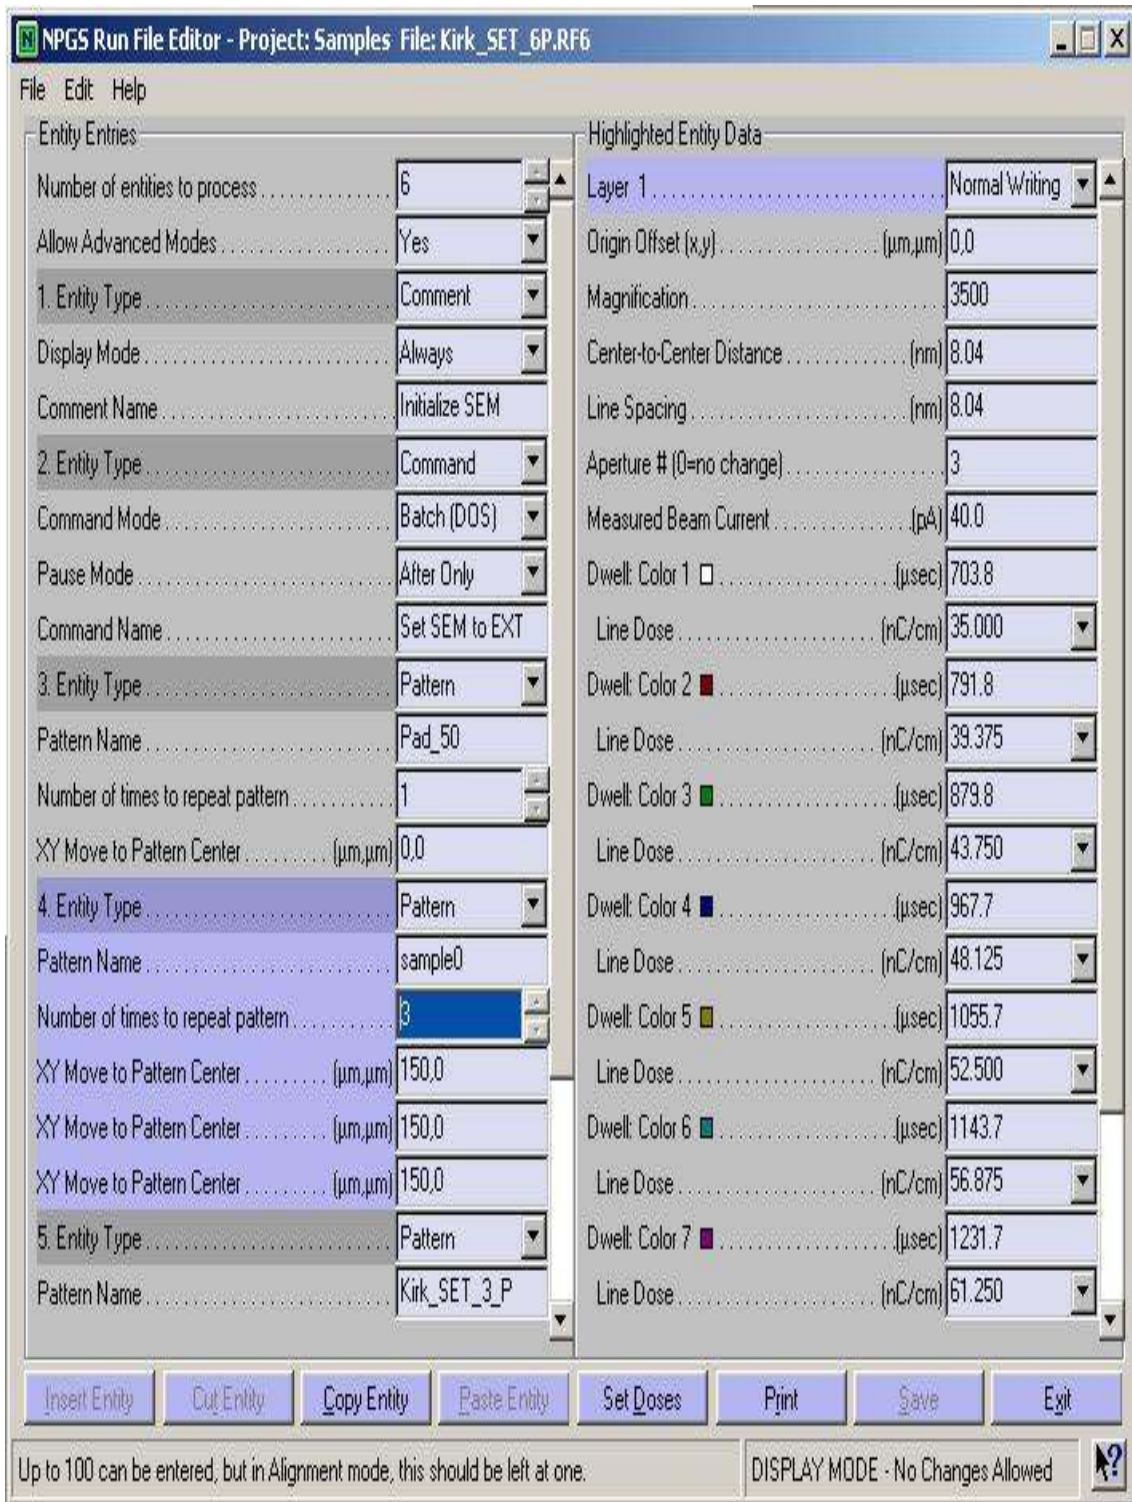 NPGS Run File Editor - Project: Samples File: Kirk_SET_6P.RF6
File Edit Help
Entity Entries
Number of entities to process . . . . . . . . . . . . 6
Allow Advanced Modes . . . . . . . . . . . . Yes
1. Entity Type . . . . . . . . . . . . Comment
Display Mode . . . . . . . . . . . . Always
Comment Name . . . . . . . . . . . . Initialize SEM
2. Entity Type . . . . . . . . . . . . Command
Command Mode . . . . . . . . . . . . Batch (DOS)
Pause Mode . . . . . . . . . . . . After Only
Command Name . . . . . . . . . . . . Set SEM to EXT
3. Entity Type . . . . . . . . . . . . Pattern
Pattern Name . . . . . . . . . . . . Pad_50
Number of times to repeat pattern . . . . . . . . . . . . 1
XY Move to Pattern Center . . . . . . . . (µm,µm) 0,0
4. Entity Type . . . . . . . . . . . . Pattern
Pattern Name . . . . . . . . . . . . sample0
Number of times to repeat pattern . . . . . . . . . . . . 3
XY Move to Pattern Center . . . . . . . . (µm,µm) 150,0
XY Move to Pattern Center . . . . . . . . (µm,µm) 150,0
XY Move to Pattern Center . . . . . . . . (µm,µm) 150,0
5. Entity Type . . . . . . . . . . . . Pattern
Pattern Name . . . . . . . . . . . . Kirk_SET_3_P
Highlighted Entity Data
Layer 1 . . . . . . . . . . . . Normal Writing
Origin Offset (x,y) . . . . . . . . . . . . (µm,µm) 0,0
Magnification . . . . . . . . . . . . 3500
Center-to-Center Distance . . . . . . . . . . . . (nm) 8.04
Line Spacing . . . . . . . . . . . . (nm) 8.04
Aperture # (0=no change) . . . . . . . . . . . . 3
Measured Beam Current . . . . . . . . . . . . (pA) 40.0
Dwell: Color 1 . . . . . . . . . . . . (µsec) 703.8
Line Dose . . . . . . . . . . . . (nC/cm) 35.000
Dwell: Color 2 . . . . . . . . . . . . (µsec) 791.8
Line Dose . . . . . . . . . . . . (nC/cm) 39.375
Dwell: Color 3 . . . . . . . . . . . . (µsec) 879.8
Line Dose . . . . . . . . . . . . (nC/cm) 43.750
Dwell: Color 4 . . . . . . . . . . . . (µsec) 967.7
Line Dose . . . . . . . . . . . . (nC/cm) 48.125
Dwell: Color 5 . . . . . . . . . . . . (µsec) 1055.7
Line Dose . . . . . . . . . . . . (nC/cm) 52.500
Dwell: Color 6 . . . . . . . . . . . . (µsec) 1143.7
Line Dose . . . . . . . . . . . . (nC/cm) 56.875
Dwell: Color 7 . . . . . . . . . . . . (µsec) 1231.7
Line Dose . . . . . . . . . . . . (nC/cm) 61.250
Insert Entity Cut Entity Copy Entity Paste Entity Set Doses Print Save Exit
Up to 100 can be entered, but in Alignment mode, this should be left at one. DISPLAY MODE - No Changes Allowed